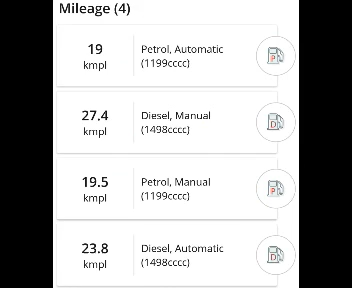 Mileage (4)
19
kmpl
Petrol, Automatic
(1199cccc)
P
27.4
kmpl
Diesel, Manual
(1498cccc)
D
19.5
kmpl
Petrol, Manual
(1199cccc)
P
23.8
kmpl
Diesel, Automatic
(1498cccc)
D